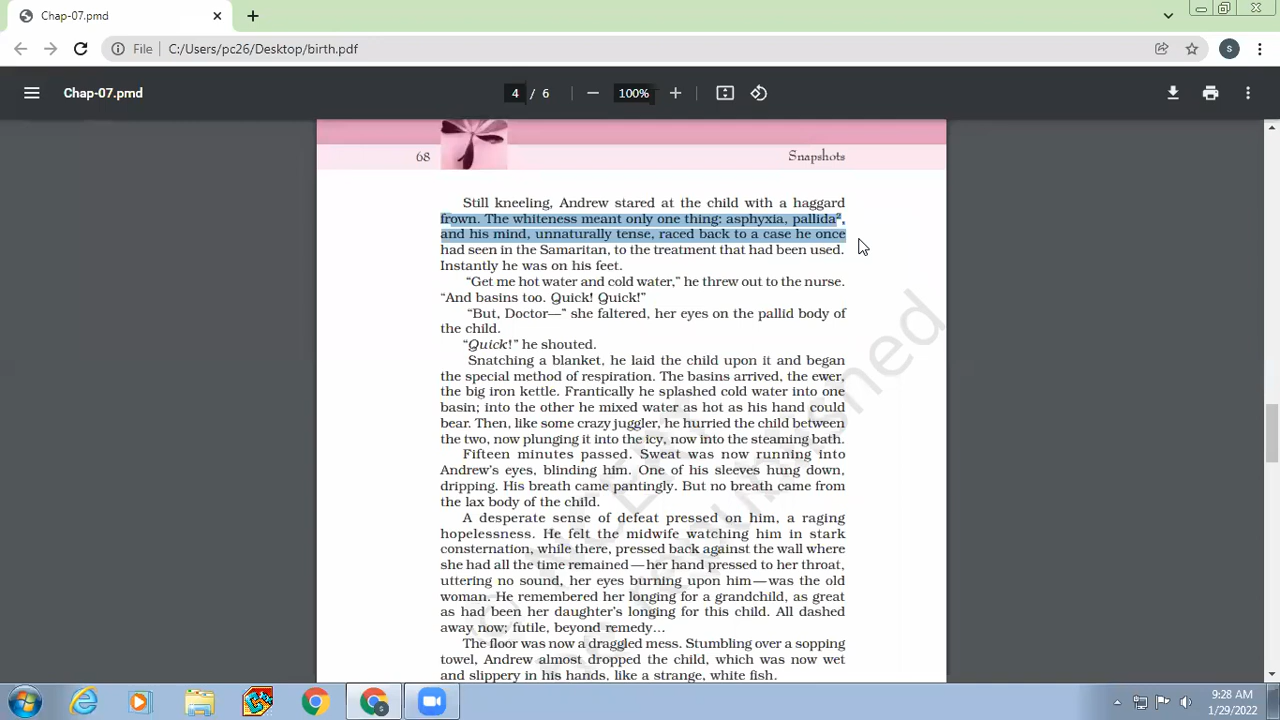 Chap-07.pmd
File
C:/Users/pc26/Desktop/birth.pdf
S
Chap-07.pmd
4 / 6
100%
68
Snapshots
Still kneeling, Andrew stared at the child with a haggard
frown. The whiteness meant only one thing: asphyxia, pallida²,
and his mind, unnaturally tense, raced back to a case he once
had seen in the Samaritan, to the treatment that had been used.
Instantly he was on his feet.
“Get me hot water and cold water,” he threw out to the nurse.
“And basins too. Quick! Quick!”
“But, Doctor—” she faltered, her eyes on the pallid body of
the child.
“Quick!” he shouted.
Snatching a blanket, he laid the child upon it and began
the special method of respiration. The basins arrived, the ewer,
the big iron kettle. Frantically he splashed cold water into one
basin; into the other he mixed water as hot as his hand could
bear. Then, like some crazy juggler, he hurried the child between
the two, now plunging it into the icy, now into the steaming bath.
Fifteen minutes passed. Sweat was now running into
Andrew’s eyes, blinding him. One of his sleeves hung down,
dripping. His breath came pantingly. But no breath came from
the lax body of the child.
A desperate sense of defeat pressed on him, a raging
hopelessness. He felt the midwife watching him in stark
consternation, while there, pressed back against the wall where
she had all the time remained—her hand pressed to her throat,
uttering no sound, her eyes burning upon him—was the old
woman. He remembered her longing for a grandchild, as great
as had been her daughter’s longing for this child. All dashed
away now; futile, beyond remedy...
The floor was now a draggled mess. Stumbling over a sopping
towel, Andrew almost dropped the child, which was now wet
and slippery in his hands, like a strange, white fish.
9:28 AM
1/29/2022